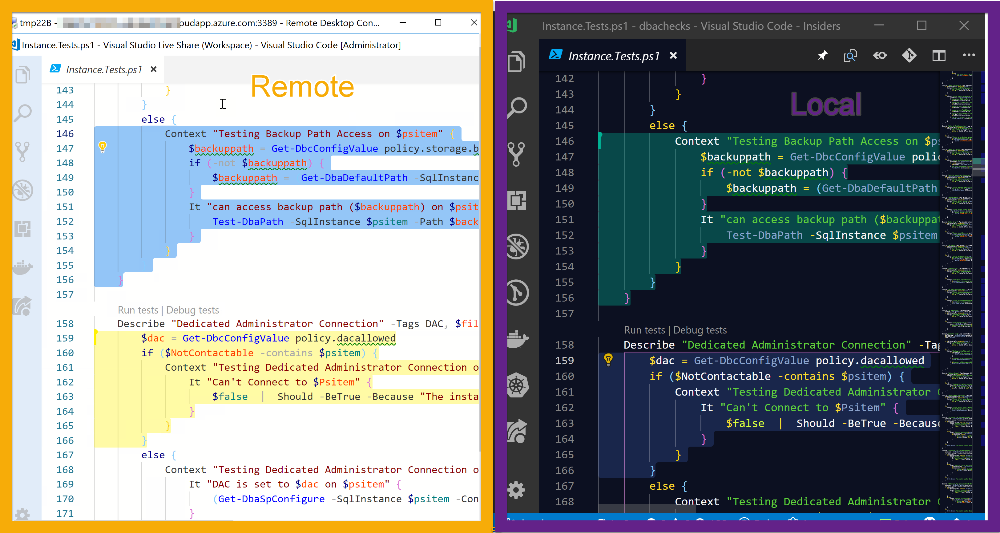 tmp22B - oudapp.azure.com:3389 - Remote Desktop Con...
Instance.Tests.ps1 - Visual Studio Live Share (Workspace) - Visual Studio Code [Administrator]
Instance.Tests.ps1
Remote
143 }
144 }
145 else {
146 Context "Testing Backup Path Access on $psitem" {
147 $backuppath = Get-DbcConfigValue policy.storage.b
148 if (-not $backuppath) {
149 $backuppath =  Get-DbaDefaultPath -SqlInstanc
150 }
151 It "can access backup path ($backuppath) on $psit
152 Test-DbaPath -SqlInstance $psitem -Path $back
153 }
154 }
155
156 }
157
Run tests | Debug tests
158 Describe "Dedicated Administrator Connection" -Tags DAC, $fil
159 $dac = Get-DbcConfigValue policy.dacallowed
160 if ($NotContactable -contains $psitem) {
161 Context "Testing Dedicated Administrator Connection o
162 It "Can't Connect to $Psitem" {
163 $false  |  Should -BeTrue -Because "The insta
164 }
165 }
166 }
167 else {
168 Context "Testing Dedicated Administrator Connection o
169 It "DAC is set to $dac on $psitem" {
170 (Get-DbaSpConfigure -SqlInstance $psitem -Con
171 }
Instance.Tests.ps1 - dbachecks - Visual Studio Code - Insiders
Instance.Tests.ps1
Local
142 }
143 }
144 }
145 else {
146 Context "Testing Backup Path Access on $ps
147 $backuppath = Get-DbcConfigValue polic
148 if (-not $backuppath) {
149 $backuppath = (Get-DbaDefaultPath
150 }
151 It "can access backup path ($backuppat
152 Test-DbaPath -SqlInstance $psitem
153 }
154 }
155 }
156 }
157
Run tests | Debug tests
158 Describe "Dedicated Administrator Connection" -Tag
159 $dac = Get-DbcConfigValue policy.dacallowed
160 if ($NotContactable -contains $psitem) {
161 Context "Testing Dedicated Administrator C
162 It "Can't Connect to $Psitem" {
163 $false  |  Should -BeTrue -Because
164 }
165 }
166 }
167 else {
168 Context "Testing Dedicated Administrator C